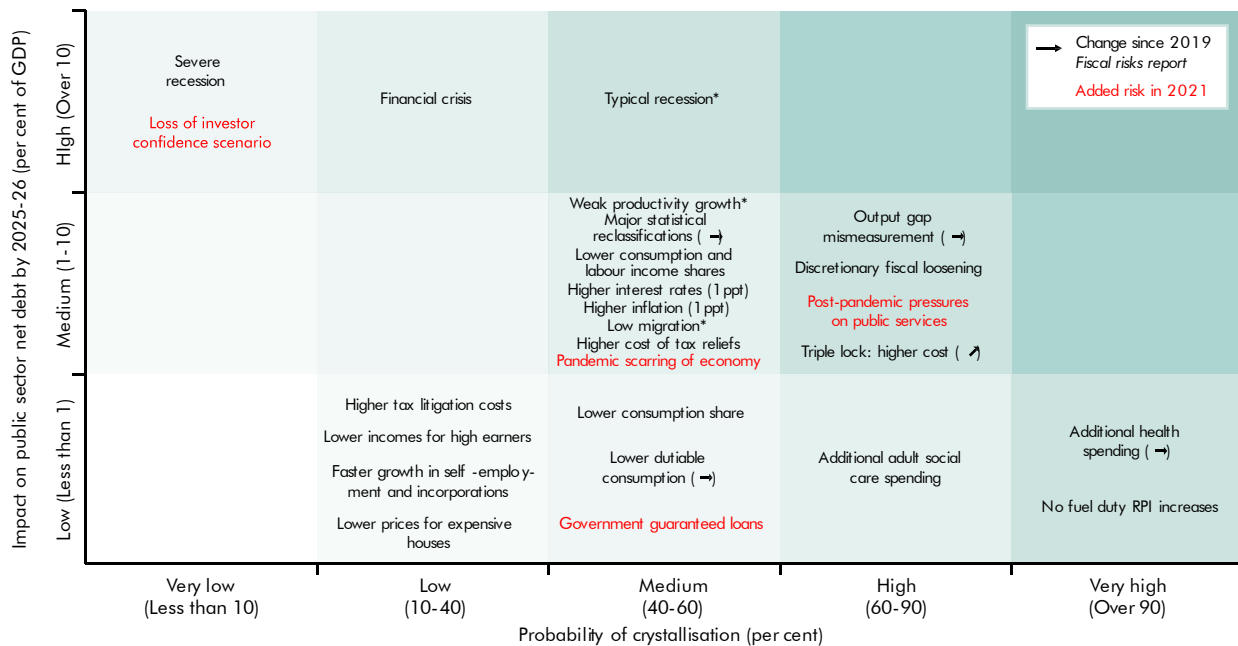 Impact on public sector net debt by 2025-26 (per cent of GDP)
HIgh (Over 10)
Medium (1-10)
Low (Less than 1)
Severe
recession
Loss of investor
confidence scenario
Financial crisis
Typical recession*
→ Change since 2019
Fiscal risks report
Added risk in 2021
Weak productivity growth*
Major statistical
reclassifications ( → )
Lower consumption and
labour income shares
Higher interest rates (1ppt)
Higher inflation (1ppt)
Low migration*
Higher cost of tax reliefs
Pandemic scarring of economy
Output gap
mismeasurement ( → )
Discretionary fiscal loosening
Post-pandemic pressures
on public services
Triple lock: higher cost ( ↗ )
Higher tax litigation costs
Lower incomes for high earners
Faster growth in self -employ-
ment and incorporations
Lower prices for expensive
houses
Lower consumption share
Lower dutiable
consumption ( → )
Government guaranteed loans
Additional adult social
care spending
Additional health
spending ( → )
No fuel duty RPI increases
Very low
(Less than 10)
Low
(10-40)
Medium
(40-60)
High
(60-90)
Very high
(Over 90)
Probability of crystallisation (per cent)